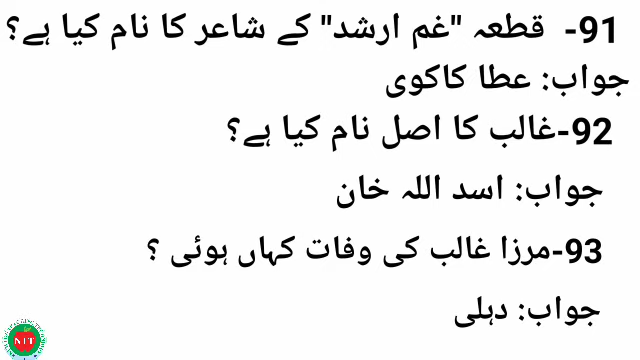 91- قطعہ "غم ارشد" کے شاعر کا نام کیا ہے؟
جواب: عطا کاکوی
92-غالب کا اصل نام کیا ہے؟
جواب: اسد اللہ خان
93-مرزا غالب کی وفات کہاں ہوئی ؟
جواب: دہلی
NIT